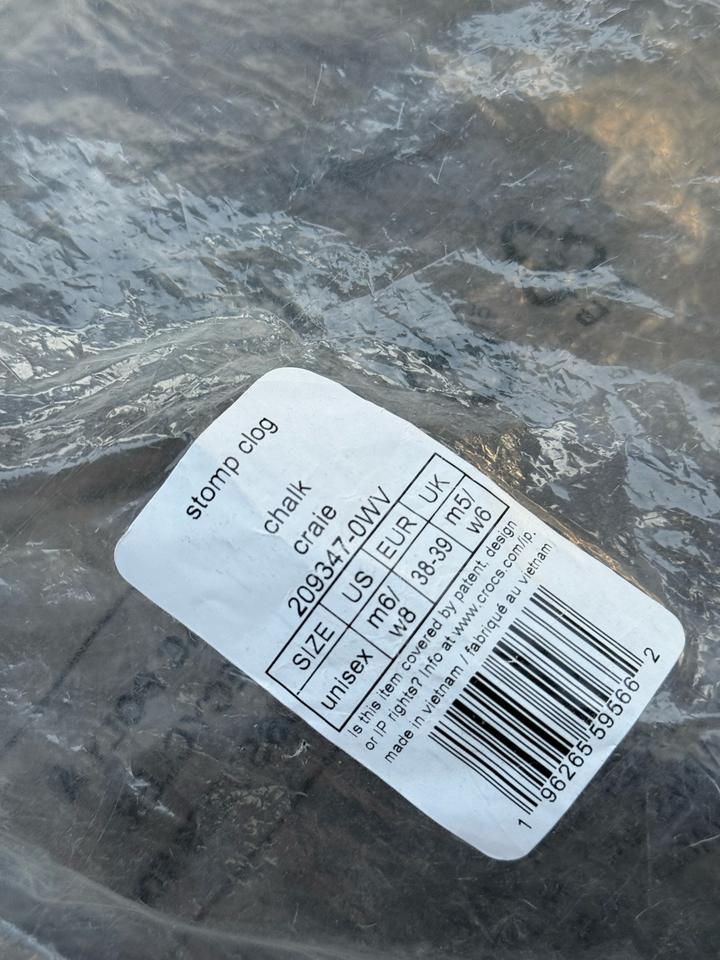 stomp clog
chalk
craie
209347-0WV
SIZE US EUR UK
unisex m6/ w8 38-39 m5/ w6
Is this item covered by patent, design
or IP rights? Info at www.crocs.com/ip.
made in vietnam / fabriqué au vietnam
1 96265 59566 2